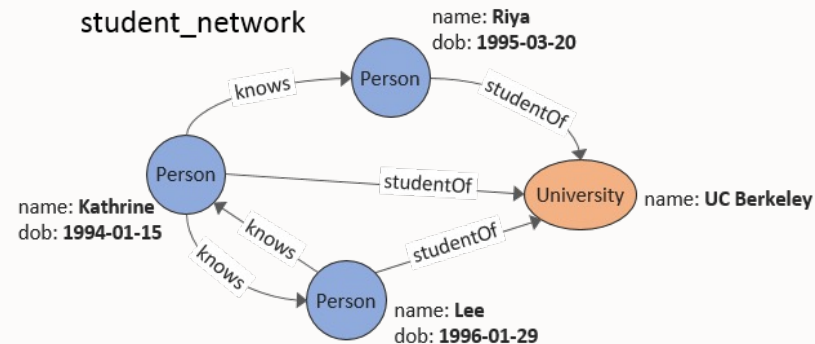 student_network
name: Riya
dob: 1995-03-20
knows
Person
studentOf
Person
studentOf
University
name: UC Berkeley
name: Kathrine
dob: 1994-01-15
knows
knows
studentOf
Person
name: Lee
dob: 1996-01-29